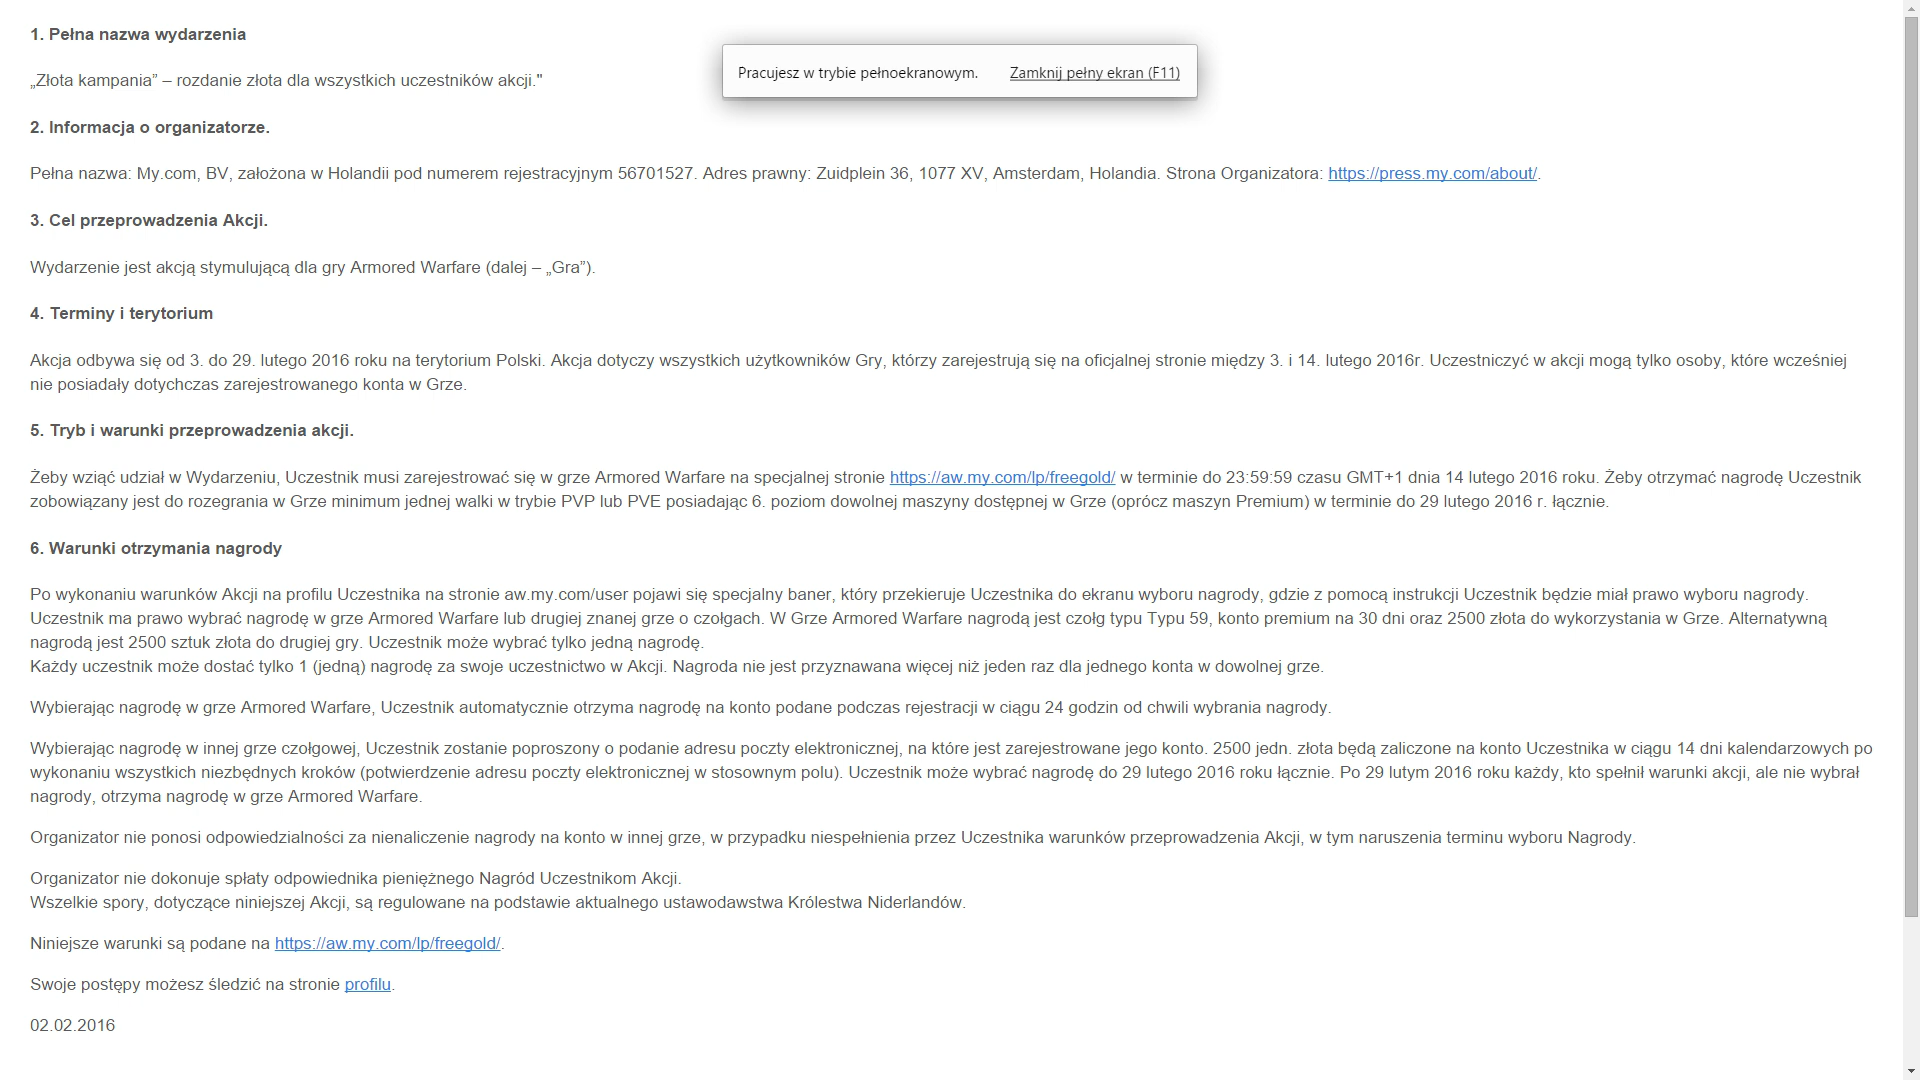 1. Pełna nazwa wydarzenia
Pracujesz w trybie pełnoekranowym. Zamknij pełny ekran (F11)
„Złota kampania” – rozdanie złota dla wszystkich uczestników akcji."
2. Informacja o organizatorze.
Pełna nazwa: My.com, BV, założona w Holandii pod numerem rejestracyjnym 56701527. Adres prawny: Zuidplein 36, 1077 XV, Amsterdam, Holandia. Strona Organizatora: https://press.my.com/about/.
3. Cel przeprowadzenia Akcji.
Wydarzenie jest akcją stymulującą dla gry Armored Warfare (dalej – „Gra”).
4. Terminy i terytorium
Akcja odbywa się od 3. do 29. lutego 2016 roku na terytorium Polski. Akcja dotyczy wszystkich użytkowników Gry, którzy zarejestrują się na oficjalnej stronie między 3. i 14. lutego 2016r. Uczestniczyć w akcji mogą tylko osoby, które wcześniej
nie posiadały dotychczas zarejestrowanego konta w Grze.
5. Tryb i warunki przeprowadzenia akcji.
Żeby wziąć udział w Wydarzeniu, Uczestnik musi zarejestrować się w grze Armored Warfare na specjalnej stronie https://aw.my.com/lp/freegold/ w terminie do 23:59:59 czasu GMT+1 dnia 14 lutego 2016 roku. Żeby otrzymać nagrodę Uczestnik
zobowiązany jest do rozegrania w Grze minimum jednej walki w trybie PVP lub PVE posiadając 6. poziom dowolnej maszyny dostępnej w Grze (oprócz maszyn Premium) w terminie do 29 lutego 2016 r. łącznie.
6. Warunki otrzymania nagrody
Po wykonaniu warunków Akcji na profilu Uczestnika na stronie aw.my.com/user pojawi się specjalny baner, który przekieruje Uczestnika do ekranu wyboru nagrody, gdzie z pomocą instrukcji Uczestnik będzie miał prawo wyboru nagrody.
Uczestnik ma prawo wybrać nagrodę w grze Armored Warfare lub drugiej znanej grze o czołgach. W Grze Armored Warfare nagrodą jest czołg typu Typu 59, konto premium na 30 dni oraz 2500 złota do wykorzystania w Grze. Alternatywną
nagrodą jest 2500 sztuk złota do drugiej gry. Uczestnik może wybrać tylko jedną nagrodę.
Każdy uczestnik może dostać tylko 1 (jedną) nagrodę za swoje uczestnictwo w Akcji. Nagroda nie jest przyznawana więcej niż jeden raz dla jednego konta w dowolnej grze.
Wybierając nagrodę w grze Armored Warfare, Uczestnik automatycznie otrzyma nagrodę na konto podane podczas rejestracji w ciągu 24 godzin od chwili wybrania nagrody.
Wybierając nagrodę w innej grze czołgowej, Uczestnik zostanie poproszony o podanie adresu poczty elektronicznej, na które jest zarejestrowane jego konto. 2500 jedn. złota będą zaliczone na konto Uczestnika w ciągu 14 dni kalendarzowych po
wykonaniu wszystkich niezbędnych kroków (potwierdzenie adresu poczty elektronicznej w stosownym polu). Uczestnik może wybrać nagrodę do 29 lutego 2016 roku łącznie. Po 29 lutym 2016 roku każdy, kto spełnił warunki akcji, ale nie wybrał
nagrody, otrzyma nagrodę w grze Armored Warfare.
Organizator nie ponosi odpowiedzialności za nienaliczenie nagrody na konto w innej grze, w przypadku niespełnienia przez Uczestnika warunków przeprowadzenia Akcji, w tym naruszenia terminu wyboru Nagrody.
Organizator nie dokonuje spłaty odpowiednika pieniężnego Nagród Uczestnikom Akcji.
Wszelkie spory, dotyczące niniejszej Akcji, są regulowane na podstawie aktualnego ustawodawstwa Królestwa Niderlandów.
Niniejsze warunki są podane na https://aw.my.com/lp/freegold/.
Swoje postępy możesz śledzić na stronie profilu.
02.02.2016